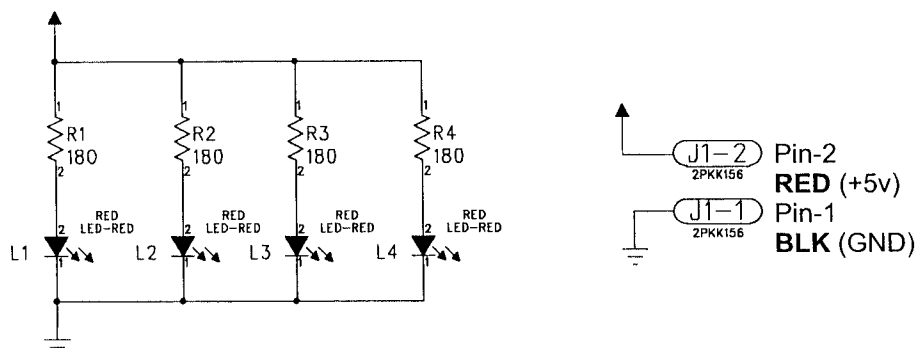 1
R1
180
2
1
R2
180
2
1
R3
180
2
1
R4
180
2
2
RED
LED-RED
L1
1
2
RED
LED-RED
L2
1
2
RED
LED-RED
L3
1
2
RED
LED-RED
L4
1
J1-2
Pin-2
2PKK156
RED (+5v)
J1-1
Pin-1
2PKK156
BLK (GND)